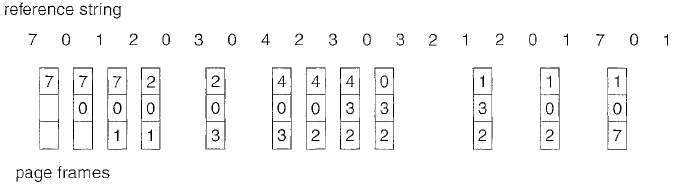 reference string
7 0 1 2 0 3 0 4 2 3 0 3 2 1 2 0 1 7 0 1
7 7 7 2 2 4 4 4 0 1 1 1
0 0 0 0 0 0 3 3 3 0 0
1 1 3 3 2 2 2 2 2 7
page frames